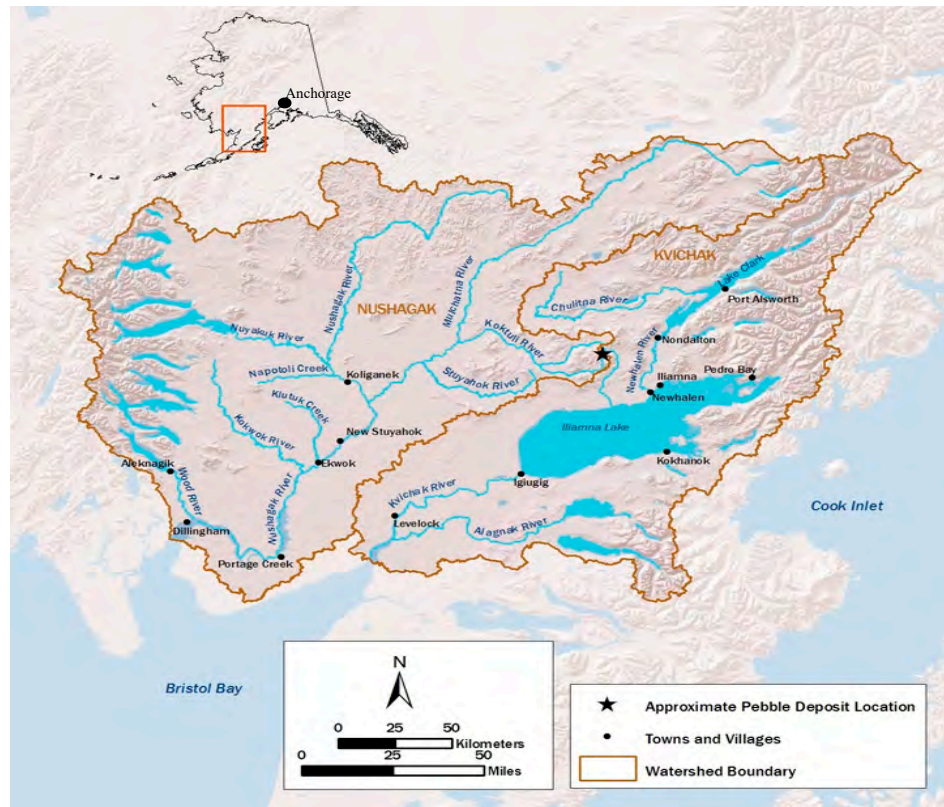 Anchorage
KVICHAK
Lake Clark
NUSHAGAK
Nushagak River
Mulchatna River
Chulitna River
Port Alsworth
Nuyakuk River
Koktuli River
Newhalen River
Nondalton
Napotoli Creek
Koliganek
Stuyahok River
Iliamna
Pedro Bay
Newhalen
Klutuk Creek
Kokwok River
New Stuyahok
Iliamna Lake
Ekwok
Kokhanok
Aleknagik
Igiugig
Wood River
Nushagak River
Kvichak River
Cook Inlet
Levelock
Alagnak River
Dillingham
Portage Creek
Bristol Bay
N
0 25 50
Kilometers
0 25 50
Miles
Approximate Pebble Deposit Location
Towns and Villages
Watershed Boundary